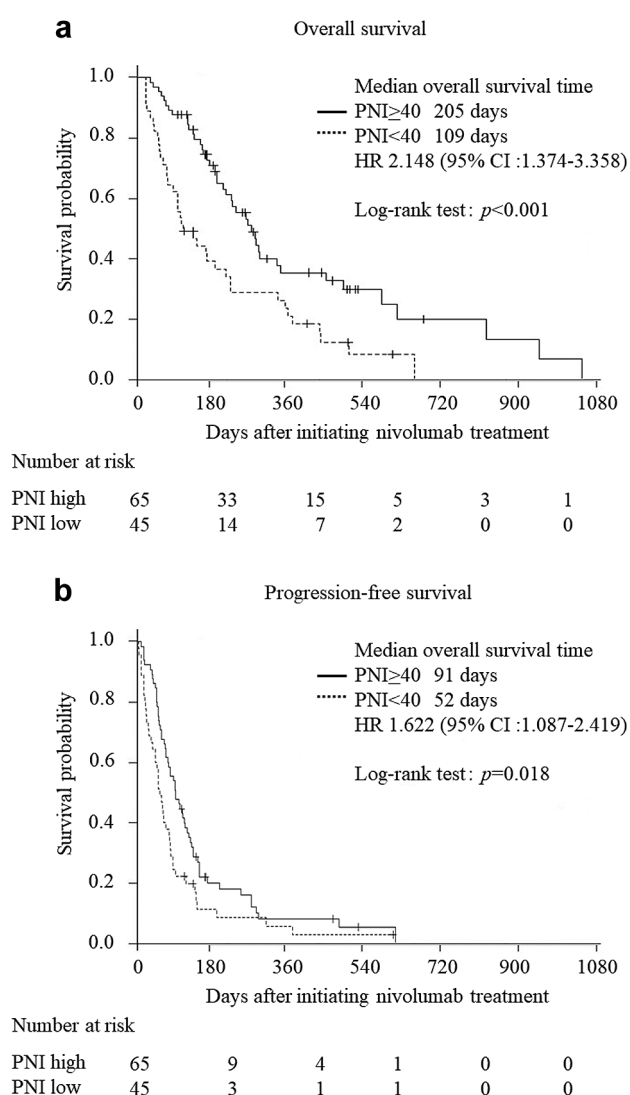 a
Overall survival
Survival probability
1.0
0.8
0.6
0.4
0.2
0.0
Median overall survival time
PNI≥40 205 days
PNI<40 109 days
HR 2.148 (95% CI :1.374-3.358)
Log-rank test: p<0.001
0 180 360 540 720 900 1080
Days after initiating nivolumab treatment
Number at risk
PNI high 65 33 15 5 3 1
PNI low 45 14 7 2 0 0
b
Progression-free survival
Survival probability
1.0
0.8
0.6
0.4
0.2
0.0
Median overall survival time
PNI≥40 91 days
PNI<40 52 days
HR 1.622 (95% CI :1.087-2.419)
Log-rank test: p=0.018
0 180 360 540 720 900 1080
Days after initiating nivolumab treatment
Number at risk
PNI high 65 9 4 1 0 0
PNI low 45 3 1 1 0 0